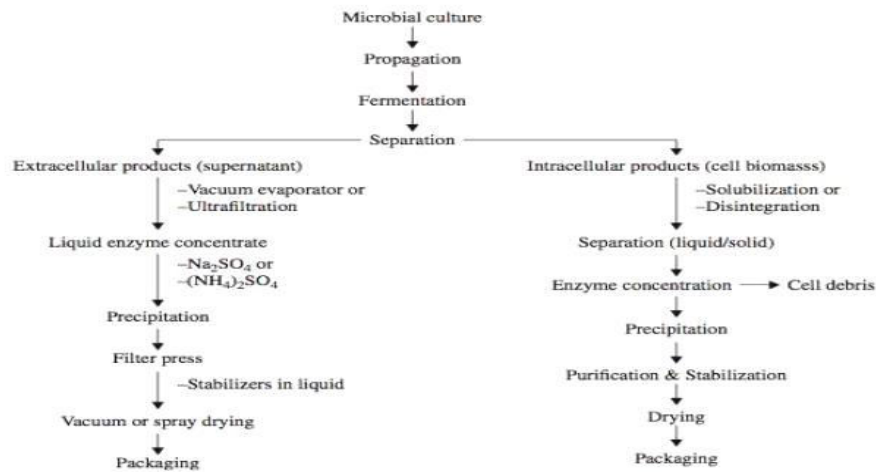 Microbial culture
Propagation
Fermentation
Separation
Extracellular products (supernatant)
–Vacuum evaporator or
–Ultrafiltration
Liquid enzyme concentrate
–Na₂SO₄ or
–(NH₄)₂SO₄
Precipitation
Filter press
–Stabilizers in liquid
Vacuum or spray drying
Packaging
Intracellular products (cell biomasss)
–Solubilization or
–Disintegration
Separation (liquid/solid)
Enzyme concentration
Cell debris
Precipitation
Purification & Stabilization
Drying
Packaging